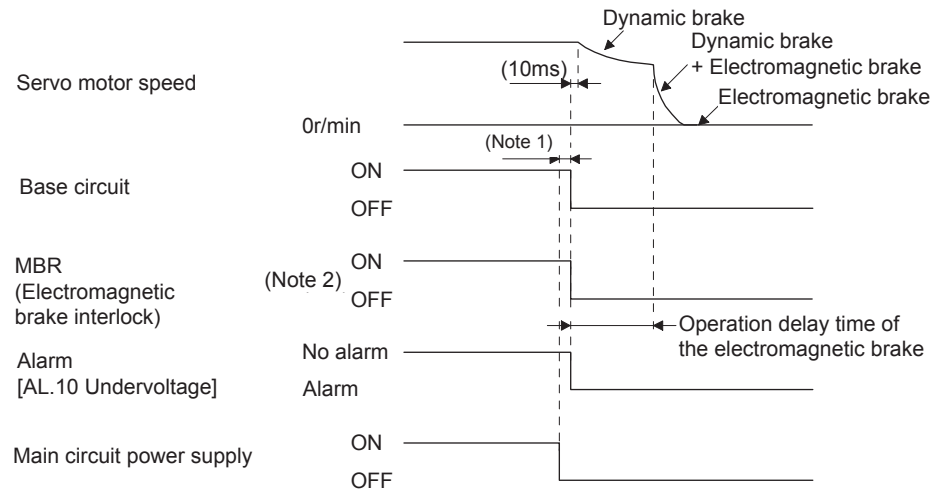 Dynamic brake
Dynamic brake
+ Electromagnetic brake
Electromagnetic brake
(10ms)
Servo motor speed
0r/min
(Note 1)
ON
Base circuit
OFF
MBR
(Electromagnetic
brake interlock)
(Note 2)
ON
OFF
Operation delay time of
the electromagnetic brake
Alarm
[AL.10 Undervoltage]
No alarm
Alarm
ON
Main circuit power supply
OFF